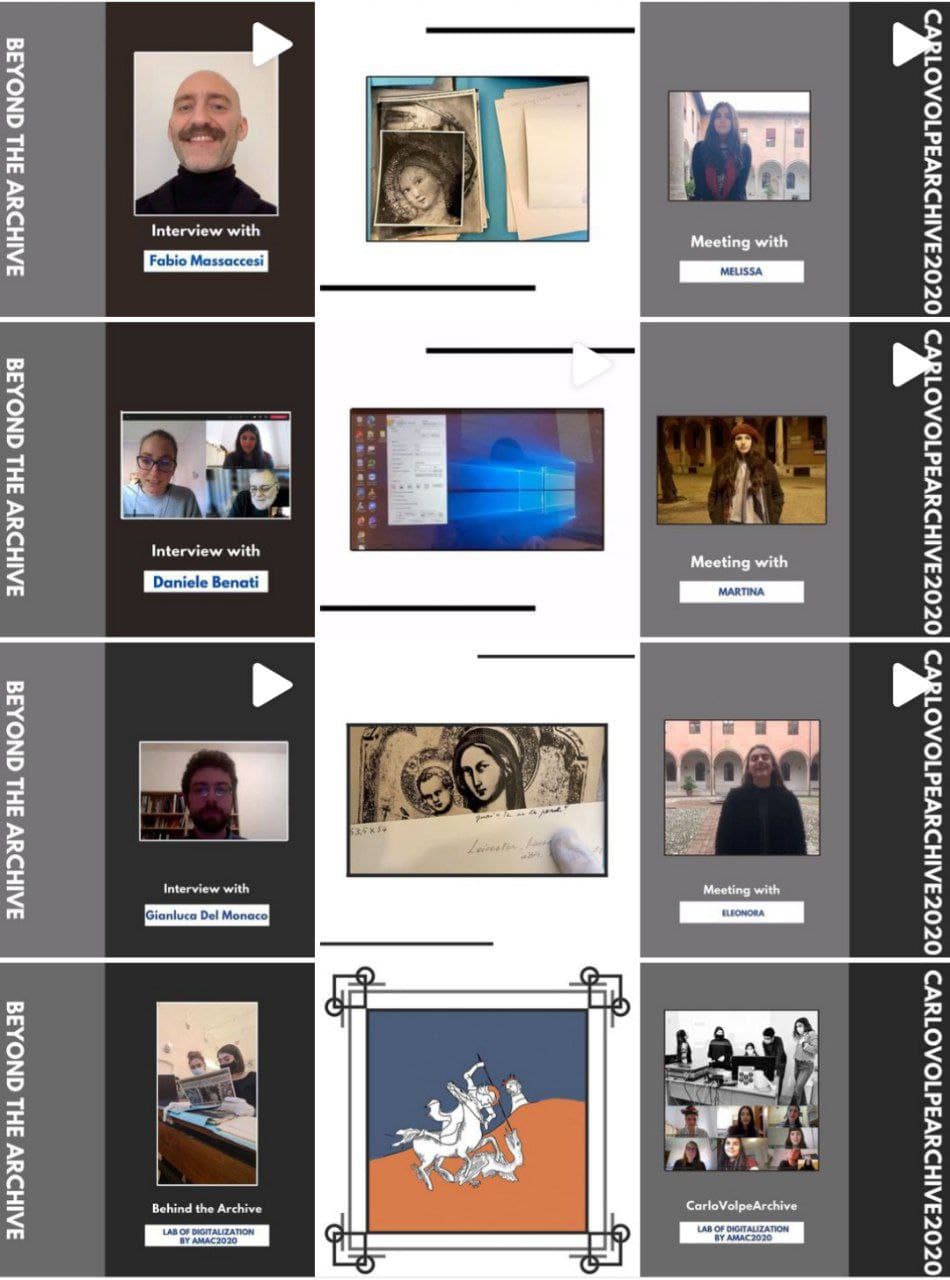 BEYOND THE ARCHIVE
Interview with
Fabio Massaccesi
Meeting with
MELISSA
CARLOVOLPEARCHIVE2020
BEYOND THE ARCHIVE
Interview with
Daniele Benati
Meeting with
MARTINA
CARLOVOLPEARCHIVE2020
BEYOND THE ARCHIVE
Interview with
Gianluca Del Monaco
53,5 x 54
Meeting with
ELEONORA
CARLOVOLPEARCHIVE2020
BEYOND THE ARCHIVE
Behind the Archive
LAB OF DIGITALIZATION
BY AMAC2020
CarloVolpeArchive
LAB OF DIGITALIZATION
BY AMAC2020
CARLOVOLPEARCHIVE2020